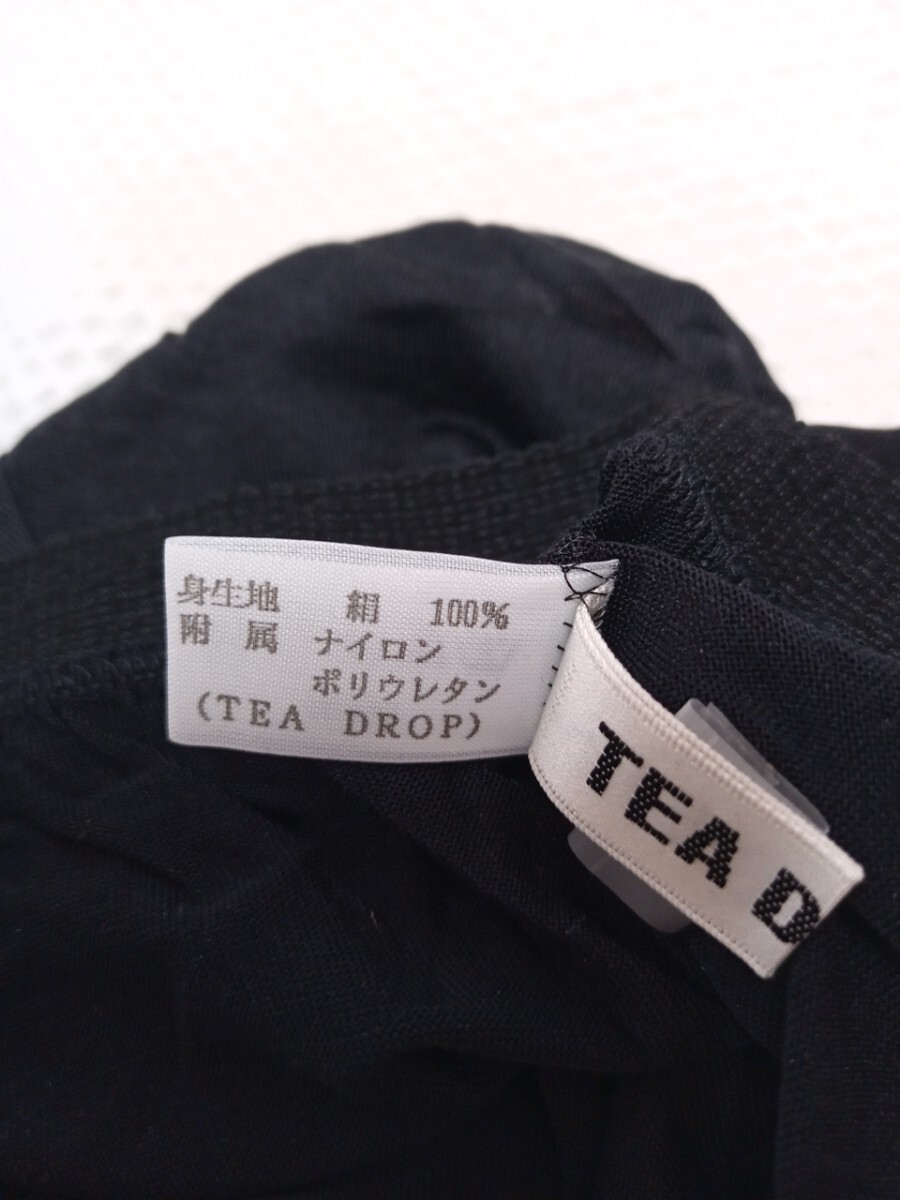 身生地 絹 100%
附 属 ナイロン
ポリウレタン
(TEA DROP)
TEA D